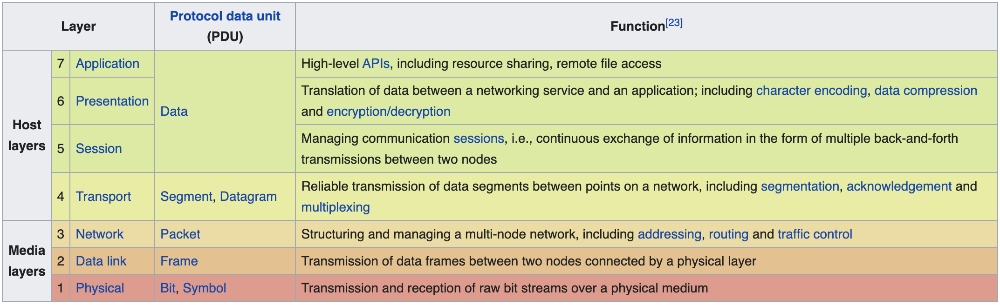 Layer
Protocol data unit
(PDU)
Function[23]
Host
layers
7 Application
Data
High-level APIs, including resource sharing, remote file access
6 Presentation
Translation of data between a networking service and an application; including character encoding, data compression
and encryption/decryption
5 Session
Managing communication sessions, i.e., continuous exchange of information in the form of multiple back-and-forth
transmissions between two nodes
4 Transport
Segment, Datagram
Reliable transmission of data segments between points on a network, including segmentation, acknowledgement and
multiplexing
Media
layers
3 Network
Packet
Structuring and managing a multi-node network, including addressing, routing and traffic control
2 Data link
Frame
Transmission of data frames between two nodes connected by a physical layer
1 Physical
Bit, Symbol
Transmission and reception of raw bit streams over a physical medium